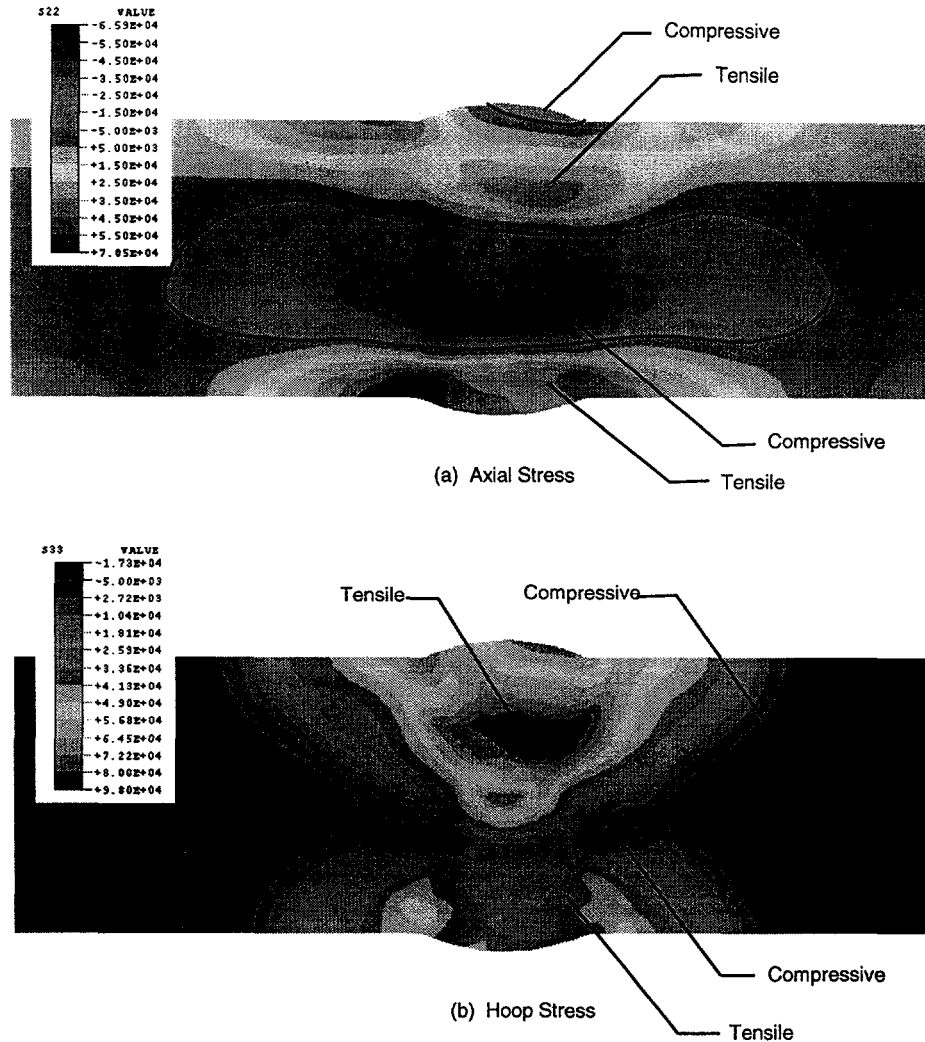 S22 VALUE
-6.59E+04
-5.50E+04
-4.50E+04
-3.50E+04
-2.50E+04
-1.50E+04
-5.00E+03
+5.00E+03
+1.50E+04
+2.50E+04
+3.50E+04
+4.50E+04
+5.50E+04
+7.85E+04
Compressive
Tensile
Compressive
(a) Axial Stress
Tensile
S33 VALUE
-1.73E+04
-5.00E+03
+2.72E+03
+1.04E+04
+1.81E+04
+2.59E+04
+3.36E+04
+4.13E+04
+4.90E+04
+5.68E+04
+6.45E+04
+7.22E+04
+8.00E+04
+9.80E+04
Tensile
Compressive
Compressive
(b) Hoop Stress
Tensile